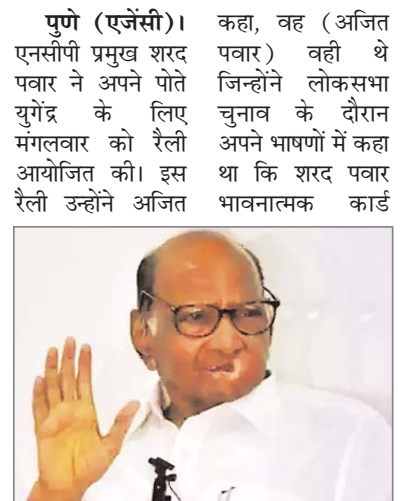 पुणे (एजेंसी)।
एनसीपी प्रमुख शरद
पवार ने अपने पोते
युगेंद्र के लिए
मंगलवार को रैली
आयोजित की। इस
रैली उन्होंने अजित
कहा, वह (अजित
पवार) वही थे
जिन्होंने लोकसभा
चुनाव के दौरान
अपने भाषणों में कहा
था कि शरद पवार
भावनात्मक कार्ड